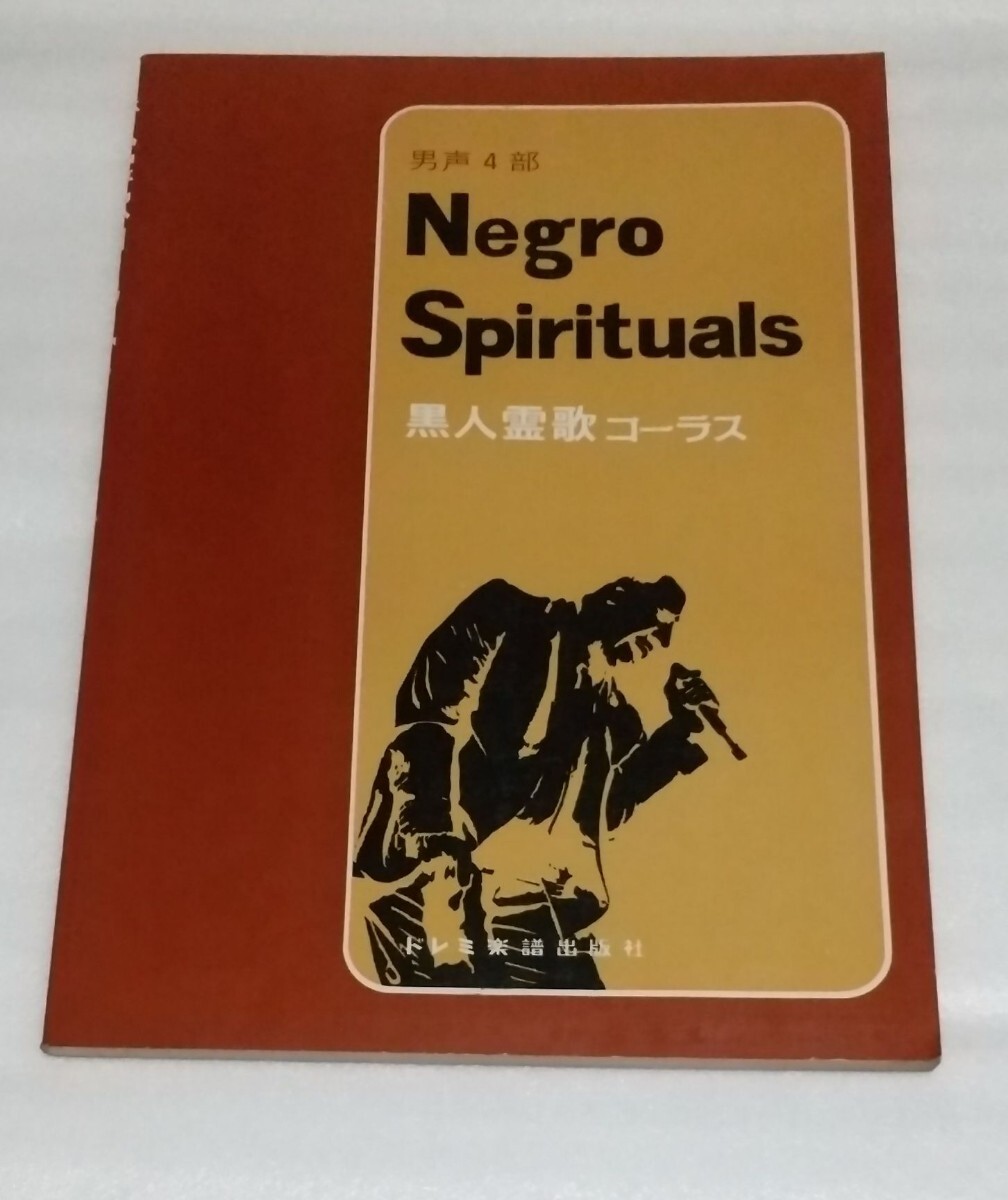 男声4部
Negro
Spirituals
黒人霊歌コーラス
ドレミ楽譜出版社